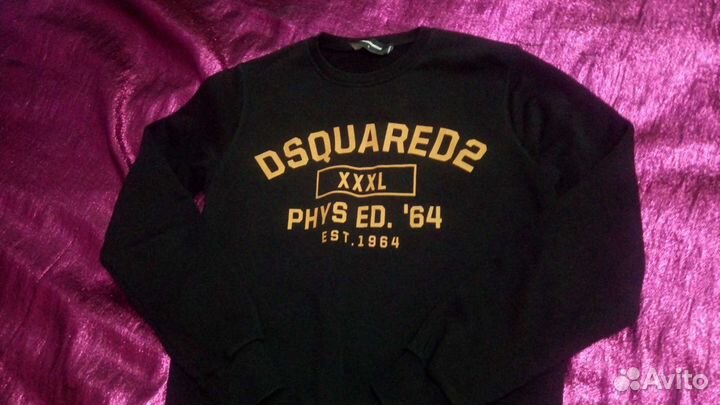 DSQUARED2
XXXL
PHYS ED. '64
EST.1964
Avito